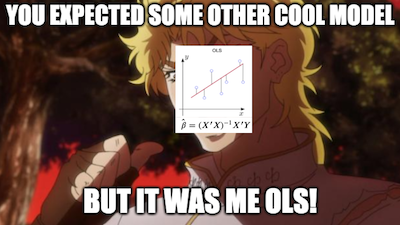 YOU EXPECTED SOME OTHER COOL MODEL
OLS
y
x
β̂ = (X′X)⁻¹X′Y
BUT IT WAS ME OLS!